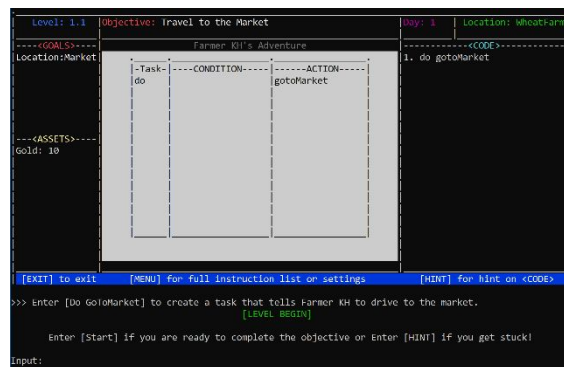 Level: 1.1 |Objective: Travel to the Market |Day: 1 | Location: WheatFarm
----<GOALS>---- Farmer KH's Adventure ------------<CODE>------------
Location:Market |-Task-|----CONDITION-----|-----ACTION-----| 1. do gotoMarket
do gotoMarket
---<ASSETS>----
Gold: 10
[EXIT] to exit [MENU] for full instruction list or settings [HINT] for hint on <CODE>
>>> Enter [Do GoToMarket] to create a task that tells Farmer KH to drive to the market.
[LEVEL BEGIN]
Enter [Start] if you are ready to complete the objective or Enter [HINT] if you get stuck!
Input: